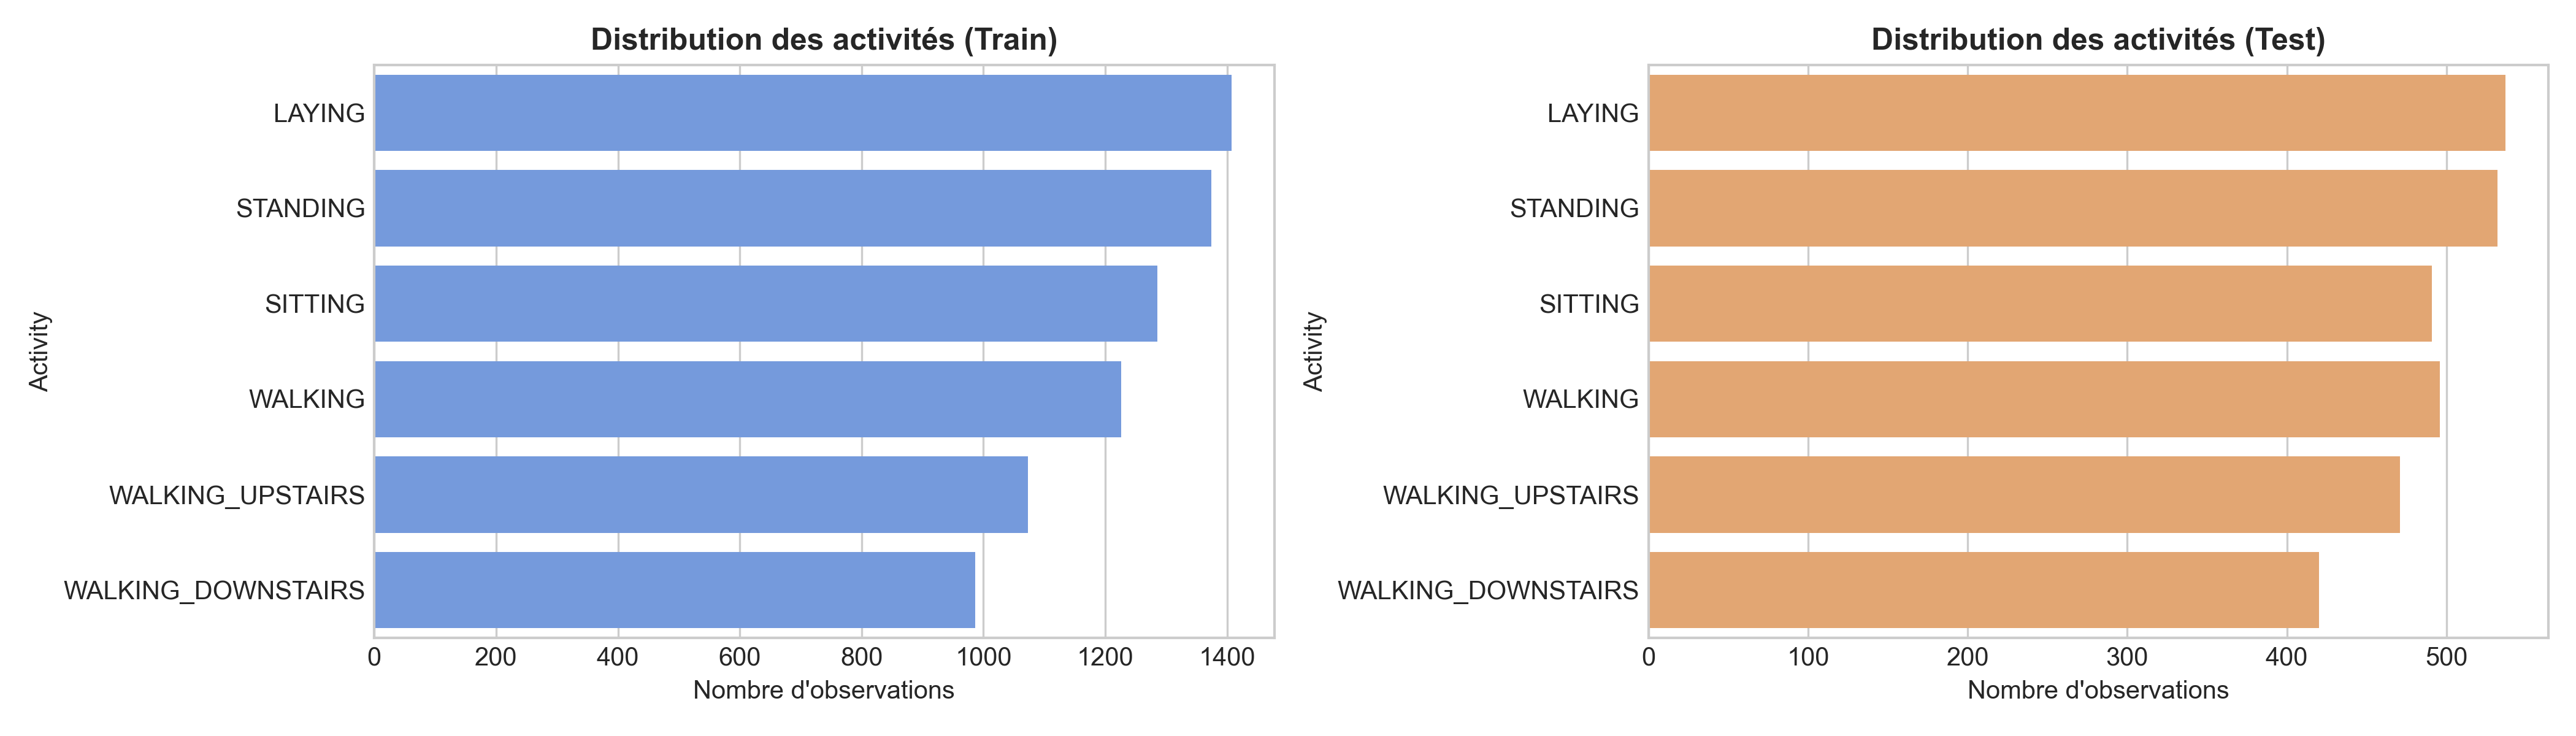 Distribution des activités (Train)
Activity
LAYING
STANDING
SITTING
WALKING
WALKING_UPSTAIRS
WALKING_DOWNSTAIRS
0 200 400 600 800 1000 1200 1400
Nombre d'observations
Distribution des activités (Test)
Activity
LAYING
STANDING
SITTING
WALKING
WALKING_UPSTAIRS
WALKING_DOWNSTAIRS
0 100 200 300 400 500
Nombre d'observations